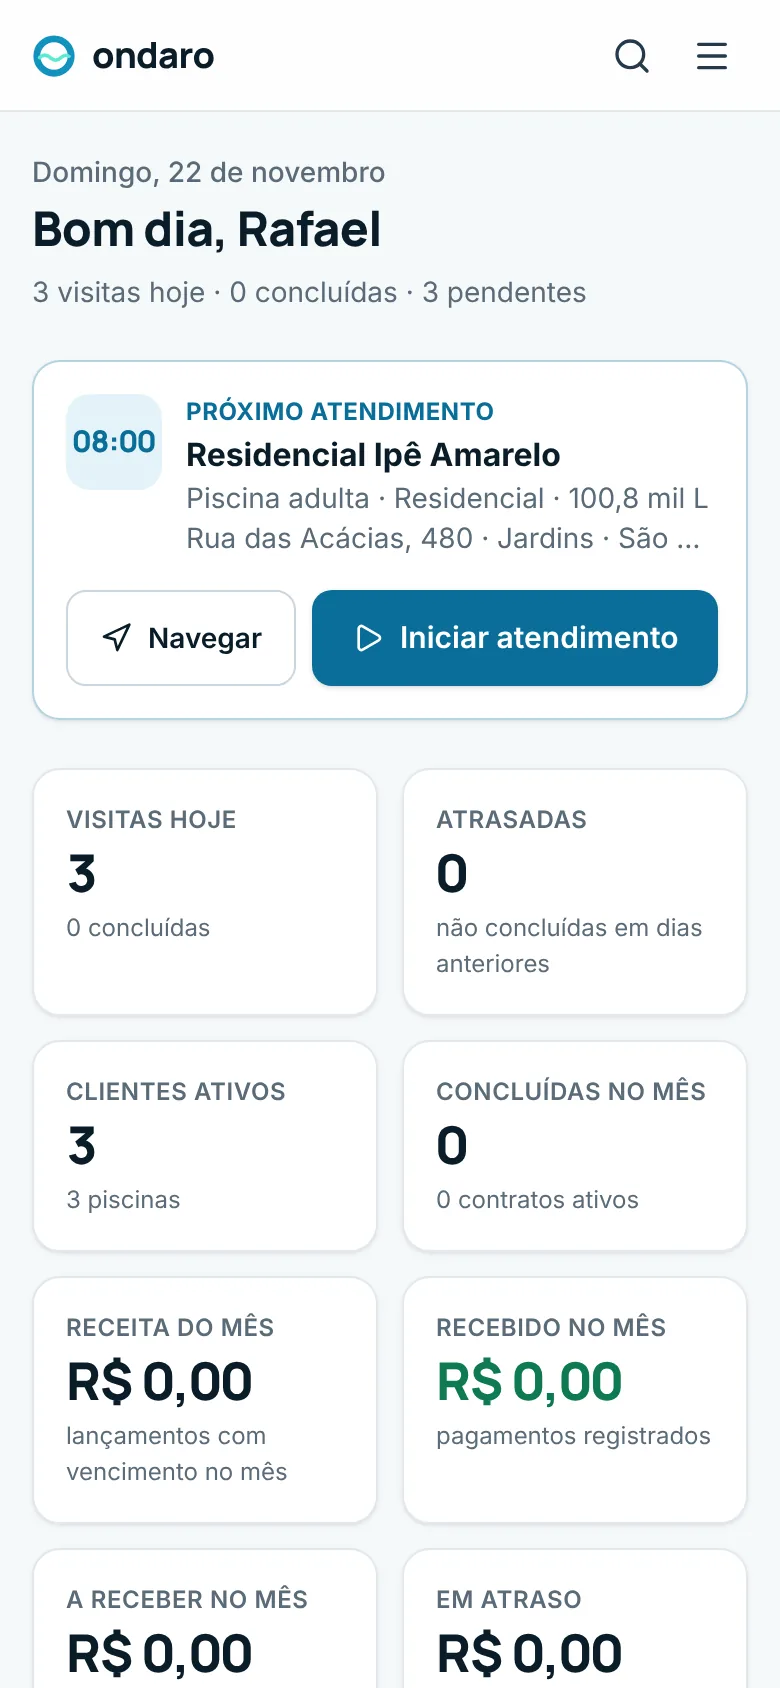 ondaro
Domingo, 22 de novembro
Bom dia, Rafael
3 visitas hoje · 0 concluídas · 3 pendentes
08:00
PRÓXIMO ATENDIMENTO
Residencial Ipê Amarelo
Piscina adulta · Residencial · 100,8 mil L
Rua das Acácias, 480 · Jardins · São ...
Navegar
Iniciar atendimento
VISITAS HOJE
3
0 concluídas
ATRASADAS
0
não concluídas em dias
anteriores
CLIENTES ATIVOS
3
3 piscinas
CONCLUÍDAS NO MÊS
0
0 contratos ativos
RECEITA DO MÊS
R$ 0,00
lançamentos com
vencimento no mês
RECEBIDO NO MÊS
R$ 0,00
pagamentos registrados
A RECEBER NO MÊS
R$ 0,00
EM ATRASO
R$ 0,00